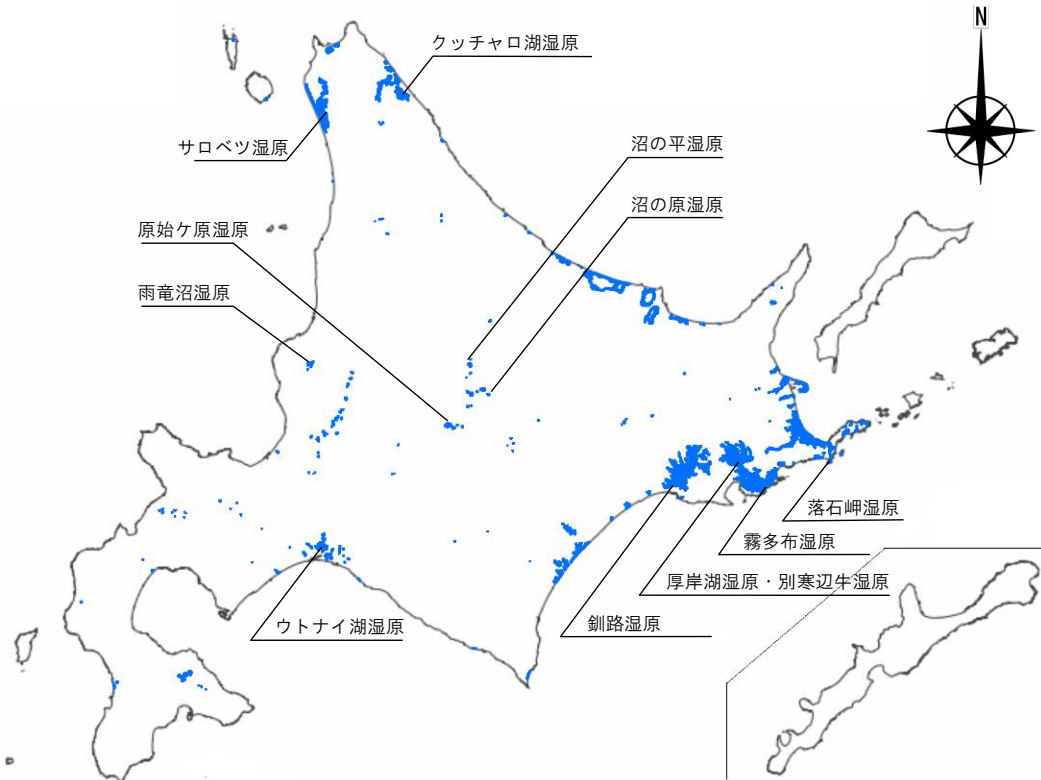 N
クッチャロ湖湿原
サロベツ湿原
沼の平湿原
沼の原湿原
原始ケ原湿原
雨竜沼湿原
落石岬湿原
霧多布湿原
厚岸湖湿原・別寒辺牛湿原
釧路湿原
ウトナイ湖湿原